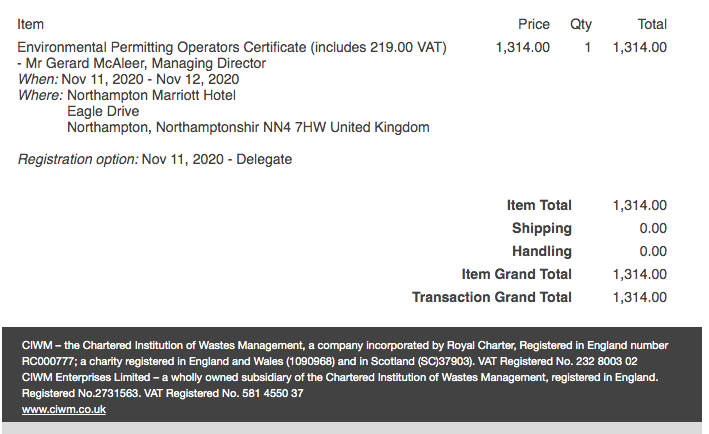 Item Price Qty Total
Environmental Permitting Operators Certificate (includes 219.00 VAT) 1,314.00 1 1,314.00
- Mr Gerard McAleer, Managing Director
When: Nov 11, 2020 - Nov 12, 2020
Where: Northampton Marriott Hotel
Eagle Drive
Northampton, Northamptonshir NN4 7HW United Kingdom
Registration option: Nov 11, 2020 - Delegate
Item Total 1,314.00
Shipping 0.00
Handling 0.00
Item Grand Total 1,314.00
Transaction Grand Total 1,314.00
CIWM – the Chartered Institution of Wastes Management, a company incorporated by Royal Charter, Registered in England number
RC000777; a charity registered in England and Wales (1090968) and in Scotland (SC)37903). VAT Registered No. 232 8003 02
CIWM Enterprises Limited – a wholly owned subsidiary of the Chartered Institution of Wastes Management, registered in England.
Registered No.2731563. VAT Registered No. 581 4550 37
www.ciwm.co.uk